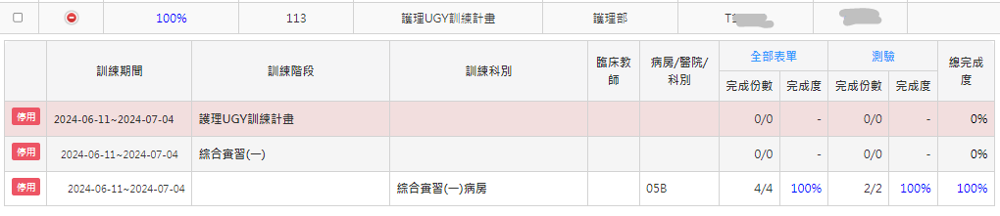 100% 113 護理UGY訓練計畫 護理部
訓練期間 訓練階段 訓練科別 臨床教師 病房/醫院/科別 全部表單 測驗 總完成度
完成份數 完成度 完成份數 完成度
停用 2024-06-11~2024-07-04 護理UGY訓練計畫 0/0 - 0/0 - 0%
停用 2024-06-11~2024-07-04 綜合實習(一) 0/0 - 0/0 - 0%
停用 2024-06-11~2024-07-04 綜合實習(一)病房 05B 4/4 100% 2/2 100% 100%